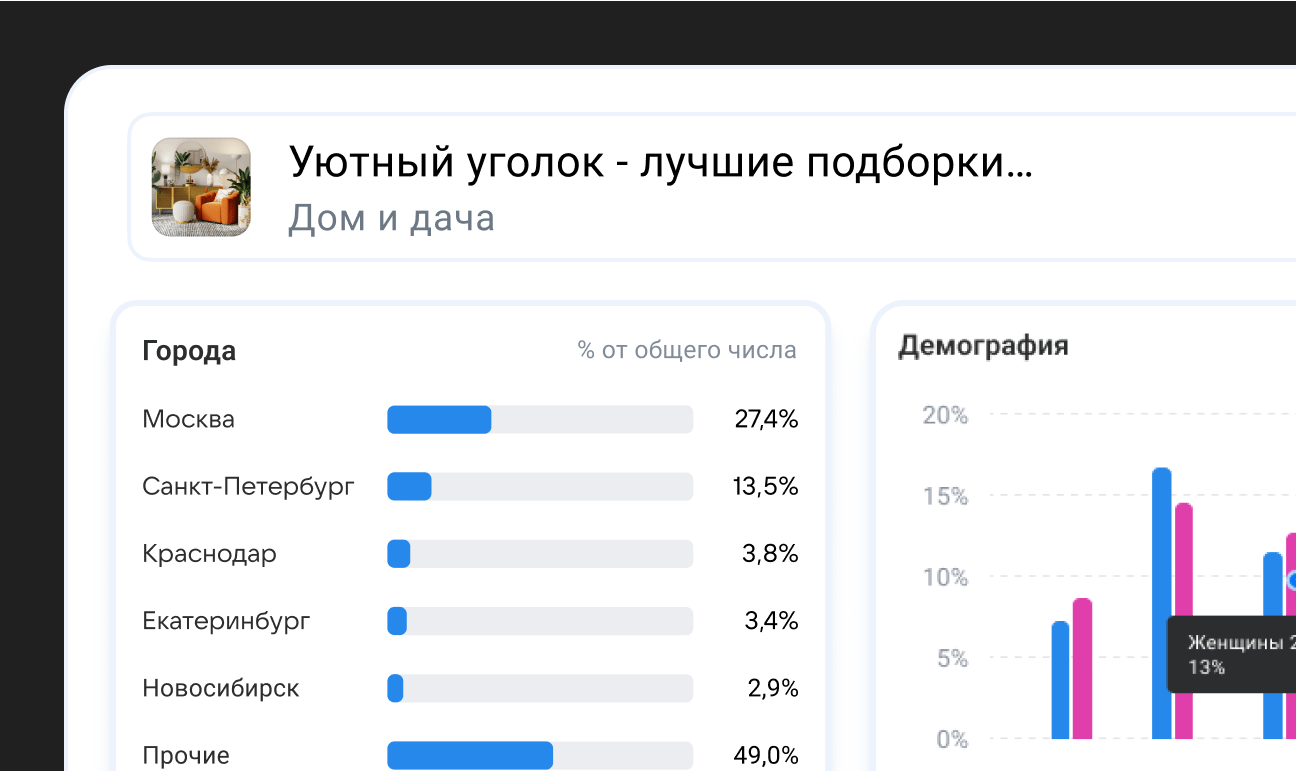 Уютный уголок - лучшие подборки...
Дом и дача
Города % от общего числа
Москва 27,4%
Санкт-Петербург 13,5%
Краснодар 3,8%
Екатеринбург 3,4%
Новосибирск 2,9%
Прочие 49,0%
Демография
20%
15%
10%
5%
0%
Женщины 2
13%